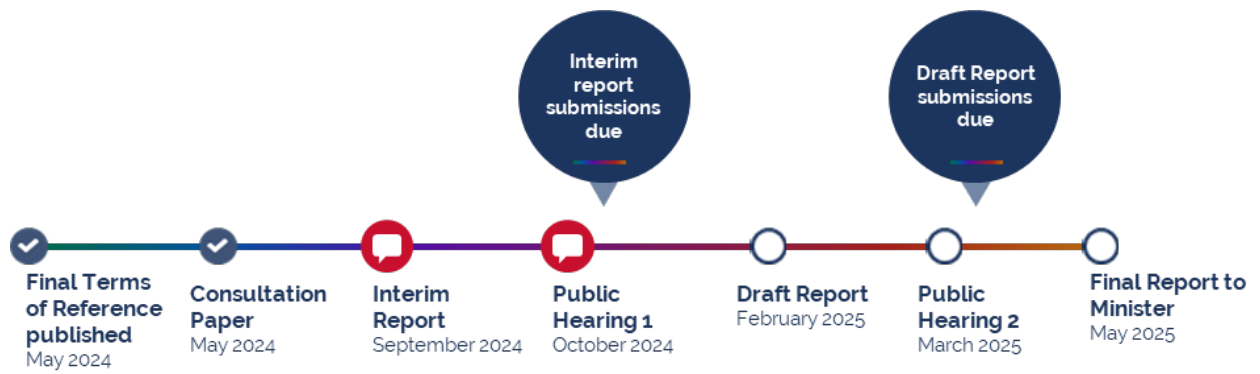 Interim
report
submissions
due
Draft Report
submissions
due
Final Terms
of Reference
published
May 2024
Consultation
Paper
May 2024
Interim
Report
September 2024
Public
Hearing 1
October 2024
Draft Report
February 2025
Public
Hearing 2
March 2025
Final Report to
Minister
May 2025